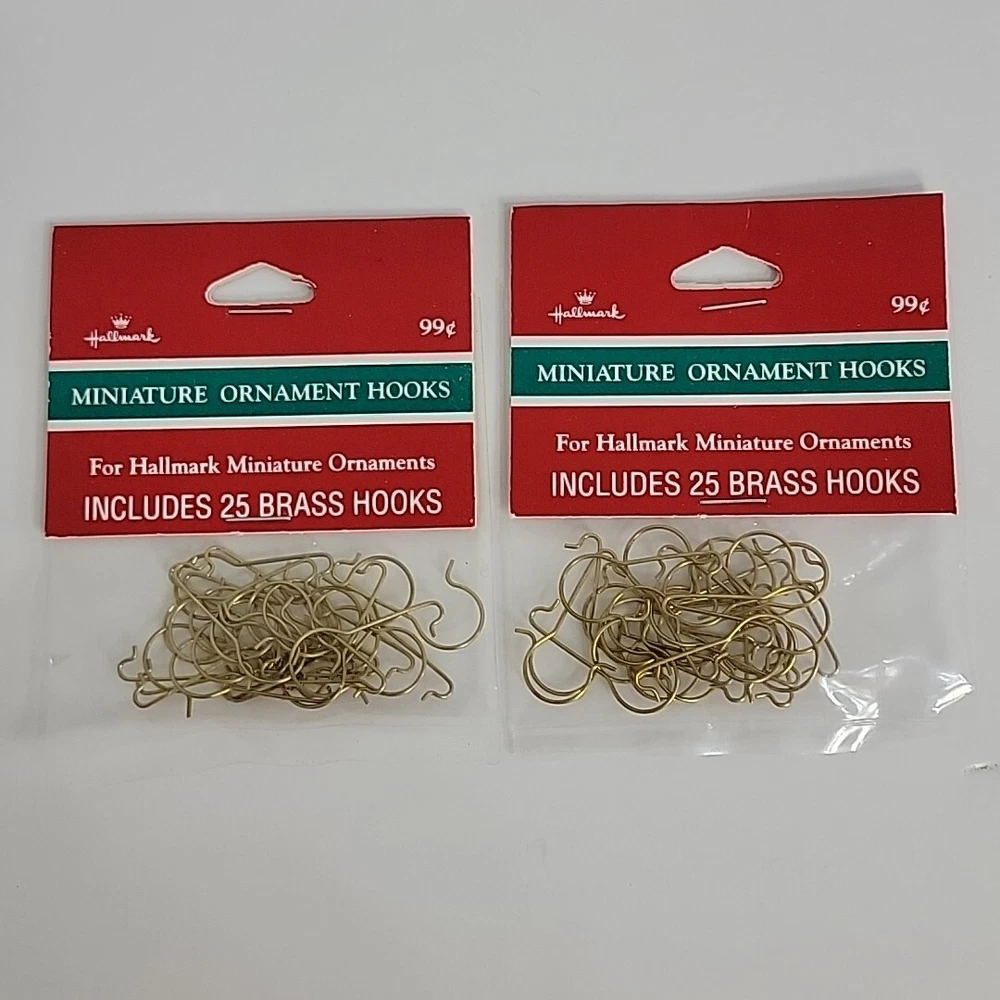 Hallmark
99¢
MINIATURE ORNAMENT HOOKS
For Hallmark Miniature Ornaments
INCLUDES 25 BRASS HOOKS
Hallmark
99¢
MINIATURE ORNAMENT HOOKS
For Hallmark Miniature Ornaments
INCLUDES 25 BRASS HOOKS